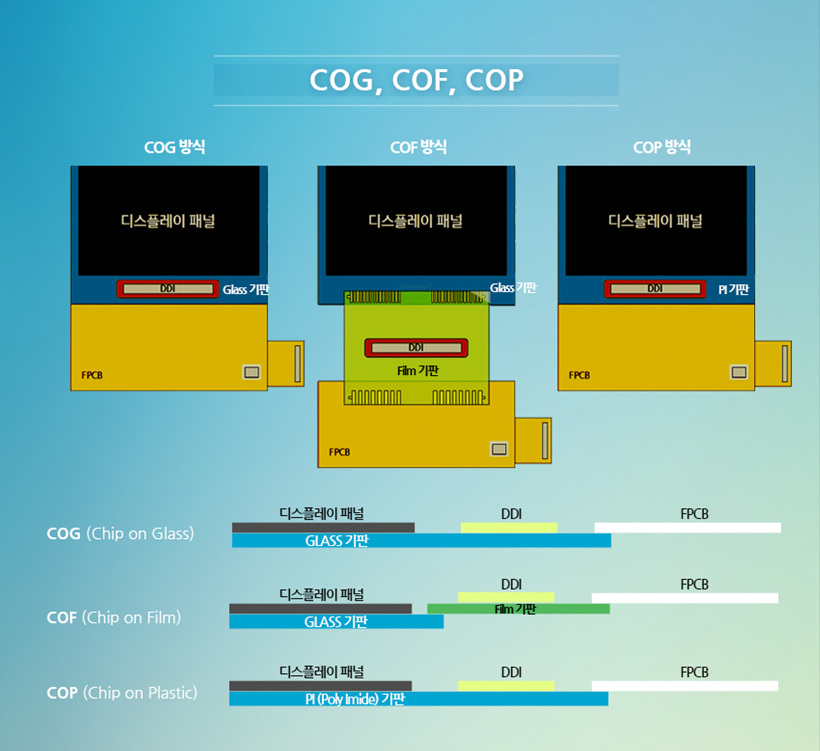 COG, COF, COP
COG 방식
COF 방식
COP 방식
디스플레이 패널
디스플레이 패널
디스플레이 패널
DDI
Glass 기판
Glass 기판
DDI
PI 기판
DDI
Film 기판
FPCB
FPCB
FPCB
디스플레이 패널
DDI
FPCB
COG (Chip on Glass)
GLASS 기판
디스플레이 패널
DDI
FPCB
Film 기판
COF (Chip on Film)
GLASS 기판
디스플레이 패널
DDI
FPCB
COP (Chip on Plastic)
PI (Poly Imide) 기판